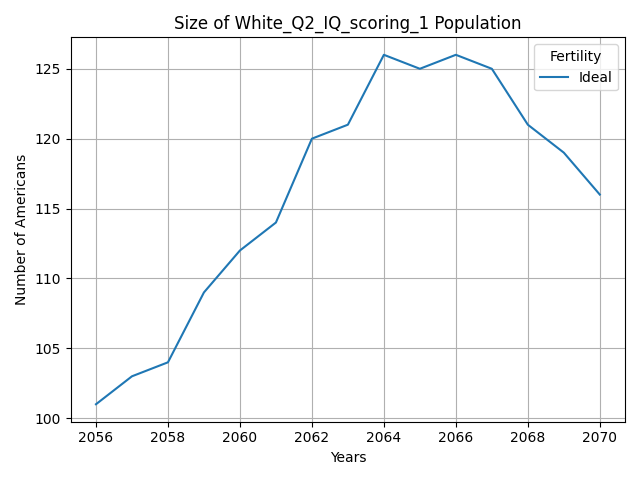 Size of White_Q2_IQ_scoring_1 Population
Fertility
Ideal
Number of Americans
125
120
115
110
105
100
2056 2058 2060 2062 2064 2066 2068 2070
Years